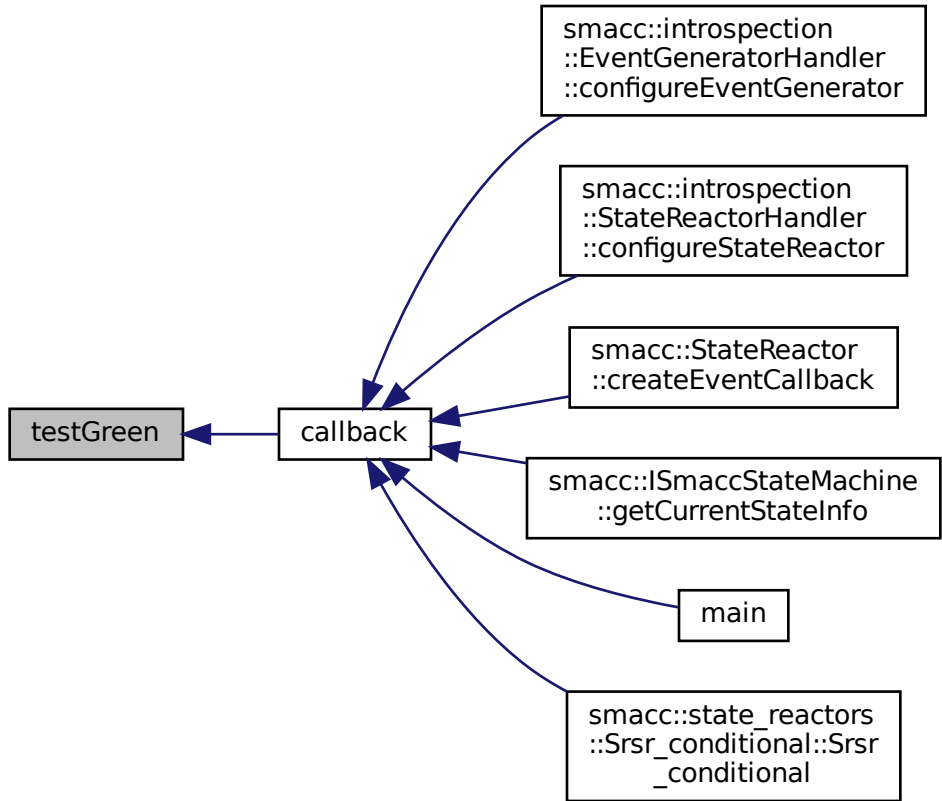 smacc::introspection
::EventGeneratorHandler
::configureEventGenerator
smacc::introspection
::StateReactorHandler
::configureStateReactor
smacc::StateReactor
::createEventCallback
testGreen
callback
smacc::ISmaccStateMachine
::getCurrentStateInfo
main
smacc::state_reactors
::Srsr_conditional::Srsr
_conditional